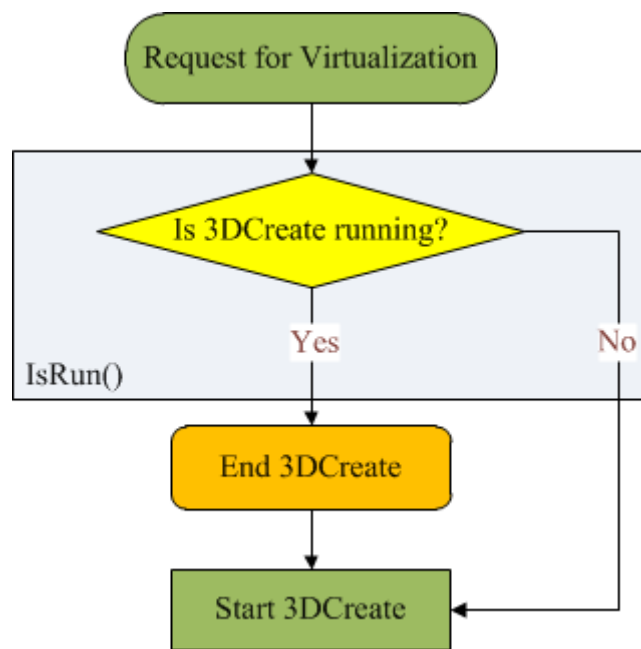 Request for Virtualization
Is 3DCreate running?
Yes
No
IsRun()
End 3DCreate
Start 3DCreate